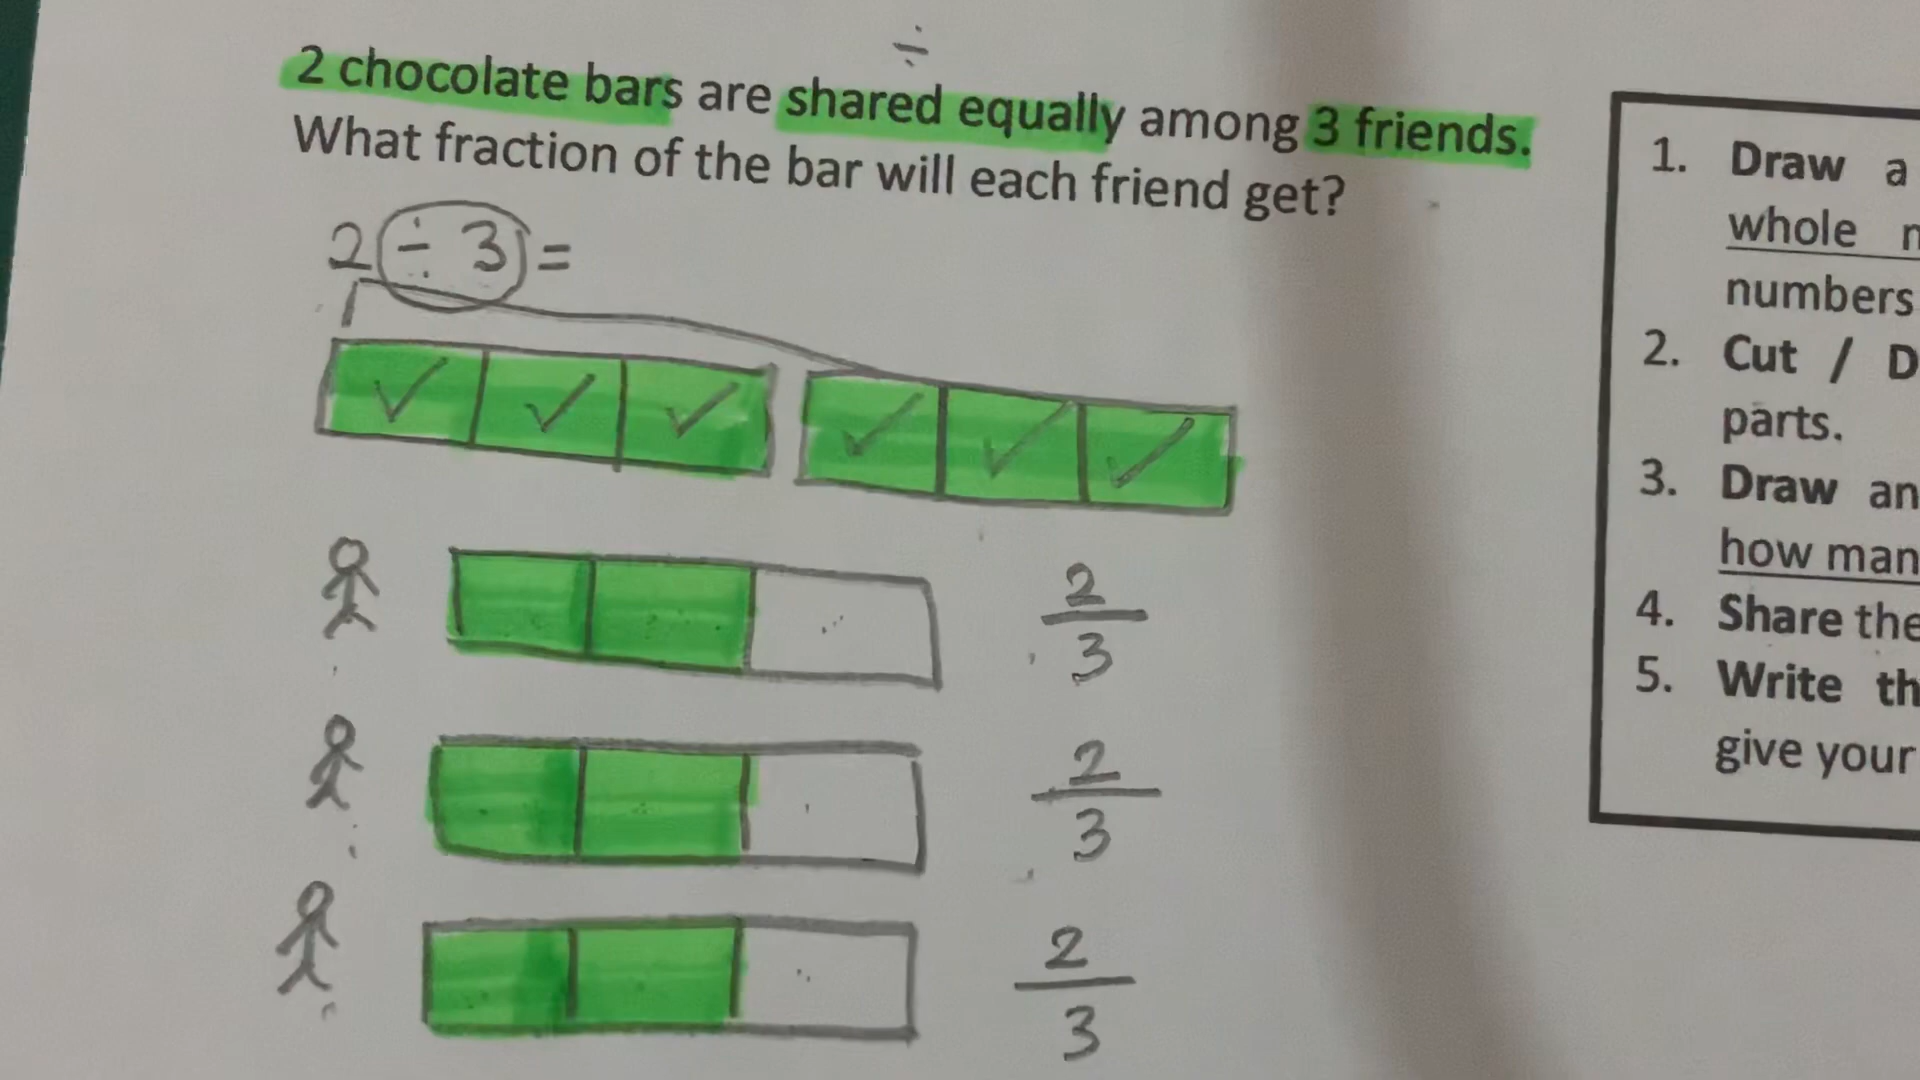 ÷
2 chocolate bars are shared equally among 3 friends.
What fraction of the bar will each friend get?
2 ÷ 3 =
2
3
2
3
2
3
1. Draw a
whole
numbers
2. Cut / D
parts.
3. Draw an
how man
4. Share the
5. Write th
give your